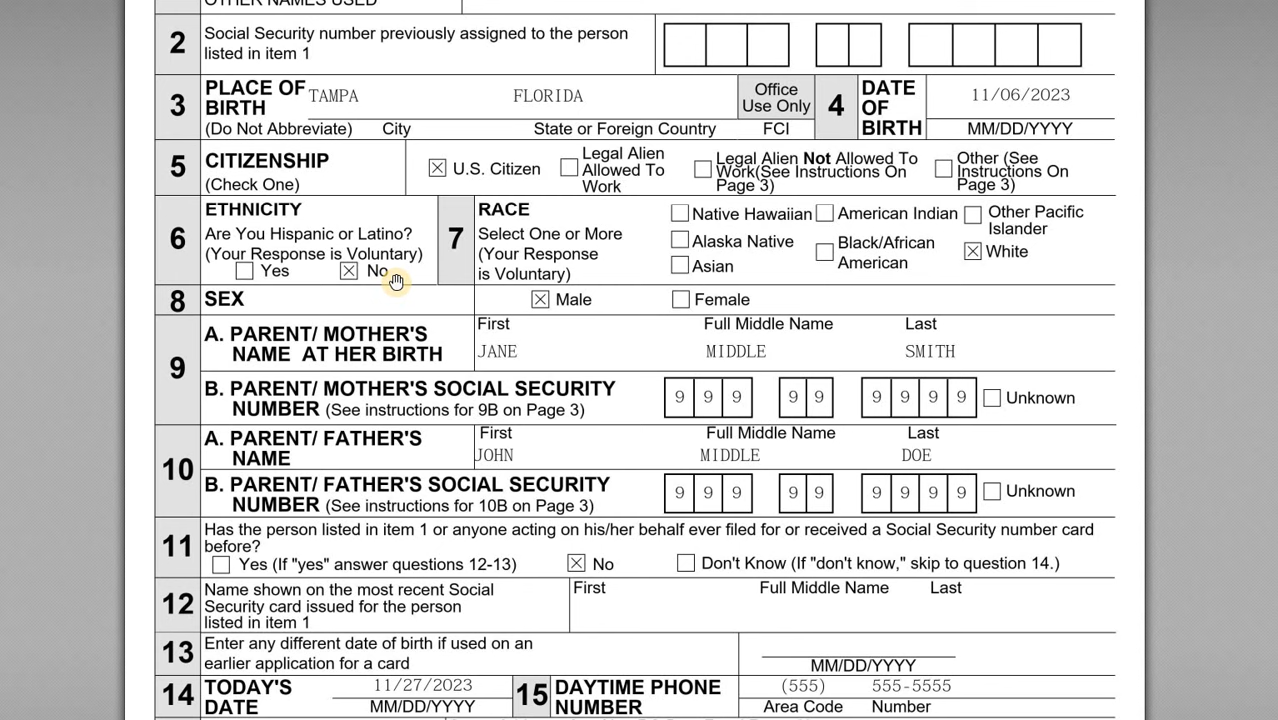 OTHER NAMES USED
2 Social Security number previously assigned to the person
listed in item 1
3 PLACE OF BIRTH TAMPA FLORIDA Office Use Only 4 DATE OF BIRTH 11/06/2023
(Do Not Abbreviate) City State or Foreign Country FCI MM/DD/YYYY
5 CITIZENSHIP
(Check One)
☒ U.S. Citizen
☐ Legal Alien
Allowed To
Work
☐ Legal Alien Not Allowed To
Work(See Instructions On
Page 3)
☐ Other (See
Instructions On
Page 3)
6 ETHNICITY
Are You Hispanic or Latino?
(Your Response is Voluntary)
☐ Yes ☒ No
7 RACE
Select One or More
(Your Response
is Voluntary)
☐ Native Hawaiian ☐ American Indian ☐ Other Pacific
Islander
☐ Alaska Native ☐ Black/African
American ☒ White
☐ Asian
8 SEX ☒ Male ☐ Female
9 A. PARENT/ MOTHER'S
NAME AT HER BIRTH
First Full Middle Name Last
JANE MIDDLE SMITH
B. PARENT/ MOTHER'S SOCIAL SECURITY
NUMBER (See instructions for 9B on Page 3)
9 9 9 9 9 9 9 9 9 ☐ Unknown
10 A. PARENT/ FATHER'S
NAME
First Full Middle Name Last
JOHN MIDDLE DOE
B. PARENT/ FATHER'S SOCIAL SECURITY
NUMBER (See instructions for 10B on Page 3)
9 9 9 9 9 9 9 9 9 ☐ Unknown
11 Has the person listed in item 1 or anyone acting on his/her behalf ever filed for or received a Social Security number card
before?
☐ Yes (If "yes" answer questions 12-13) ☒ No ☐ Don't Know (If "don't know," skip to question 14.)
12 Name shown on the most recent Social
Security card issued for the person
listed in item 1
First Full Middle Name Last
13 Enter any different date of birth if used on an
earlier application for a card
MM/DD/YYYY
14 TODAY'S
DATE
11/27/2023
MM/DD/YYYY
15 DAYTIME PHONE
NUMBER
(555) 555-5555
Area Code Number